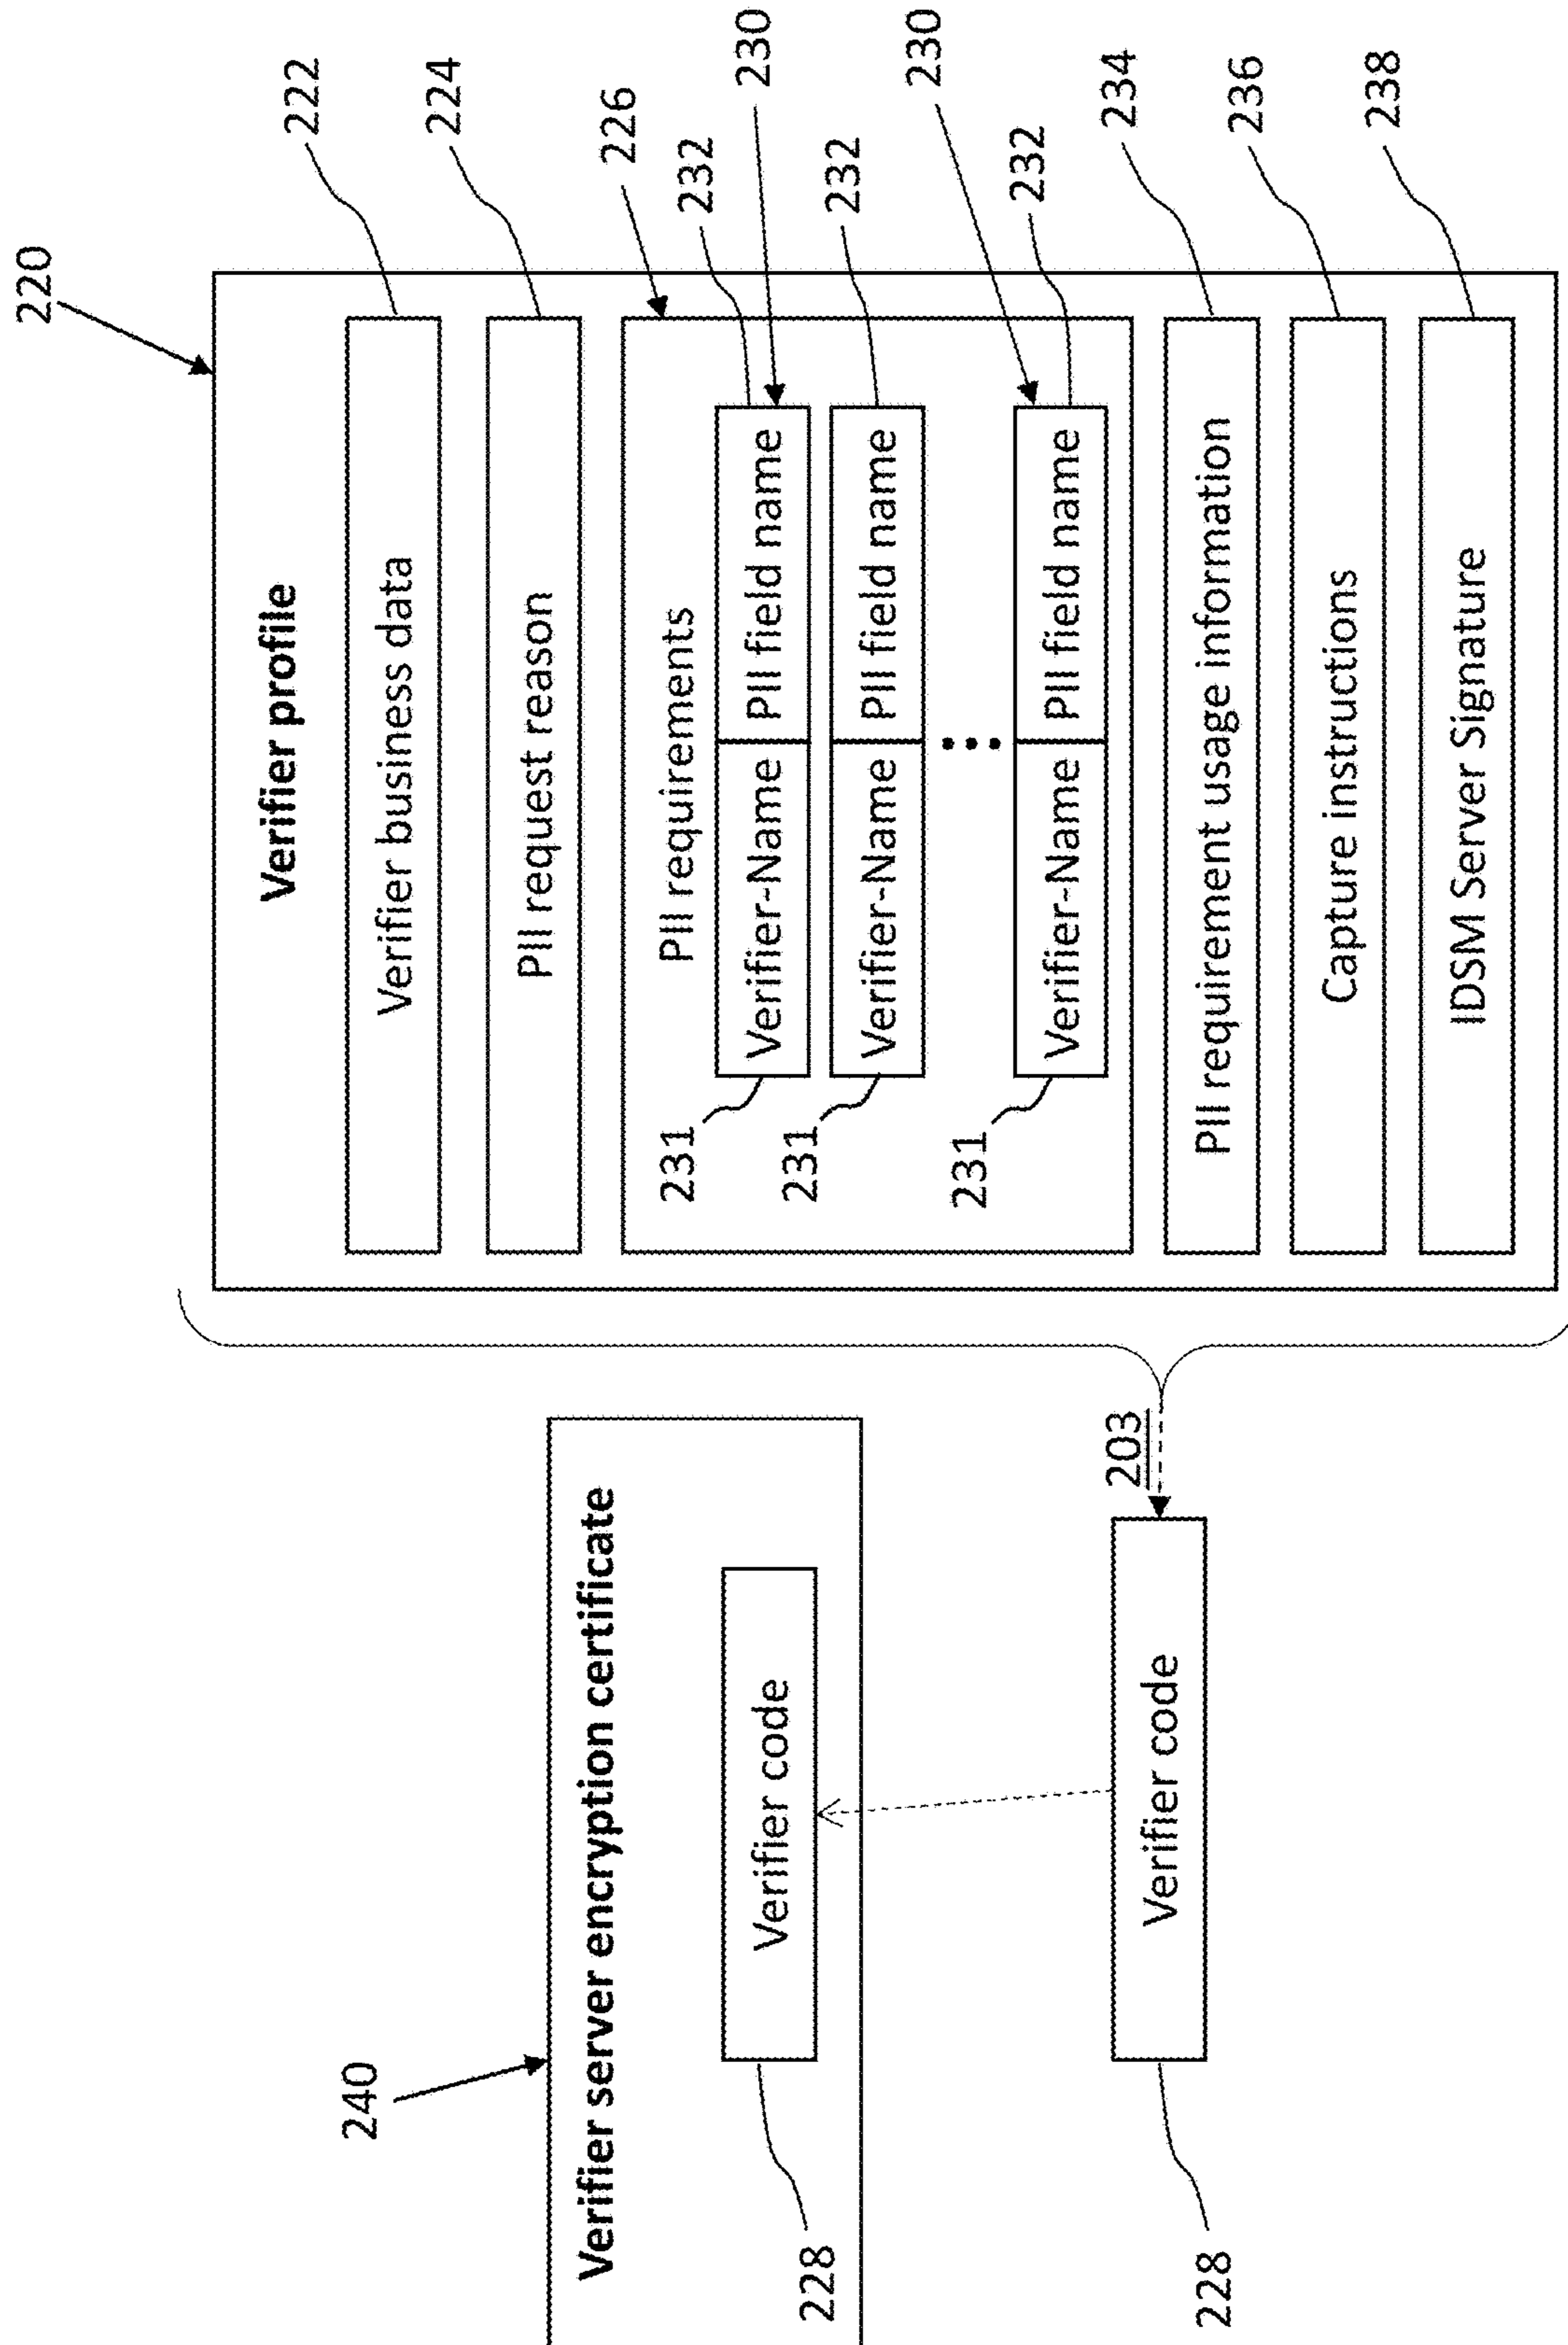 240
Verifier server encryption certificate
Verifier code
228
Verifier code
228
203
220
Verifier profile
Verifier business data
222
PII request reason
224
PII requirements
226
231
Verifier-Name PII field name
232
230
231
Verifier-Name PII field name
232
•••
231
Verifier-Name PII field name
230
232
PII requirement usage information
234
Capture instructions
236
IDSM Server Signature
238